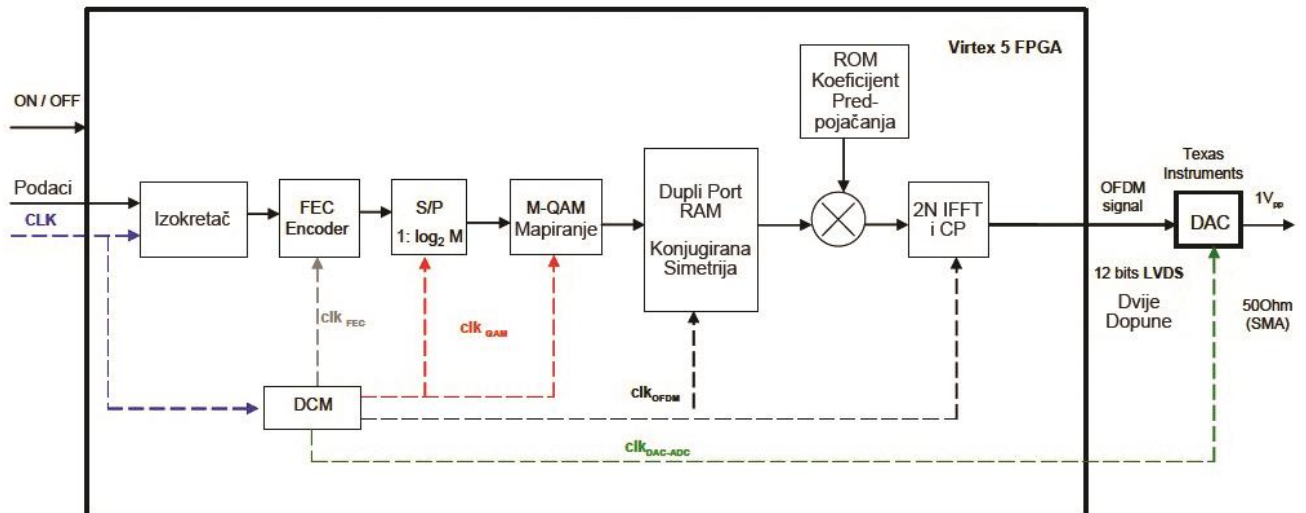 Virtex 5 FPGA
ROM
Koeficijent
Pred-
pojačanja
ON / OFF
Podaci
CLK
Izokretač
FEC
Encoder
S/P
1: log2 M
M-QAM
Mapiranje
Dupli Port
RAM
Konjugirana
Simetrija
2N IFFT
i CP
OFDM
signal
Texas
Instruments
DAC
1Vpp
12 bits LVDS
Dvije
Dopune
50Ohm
(SMA)
clk FEC
clk QAM
clkOFDM
DCM
clkDAC-ADC